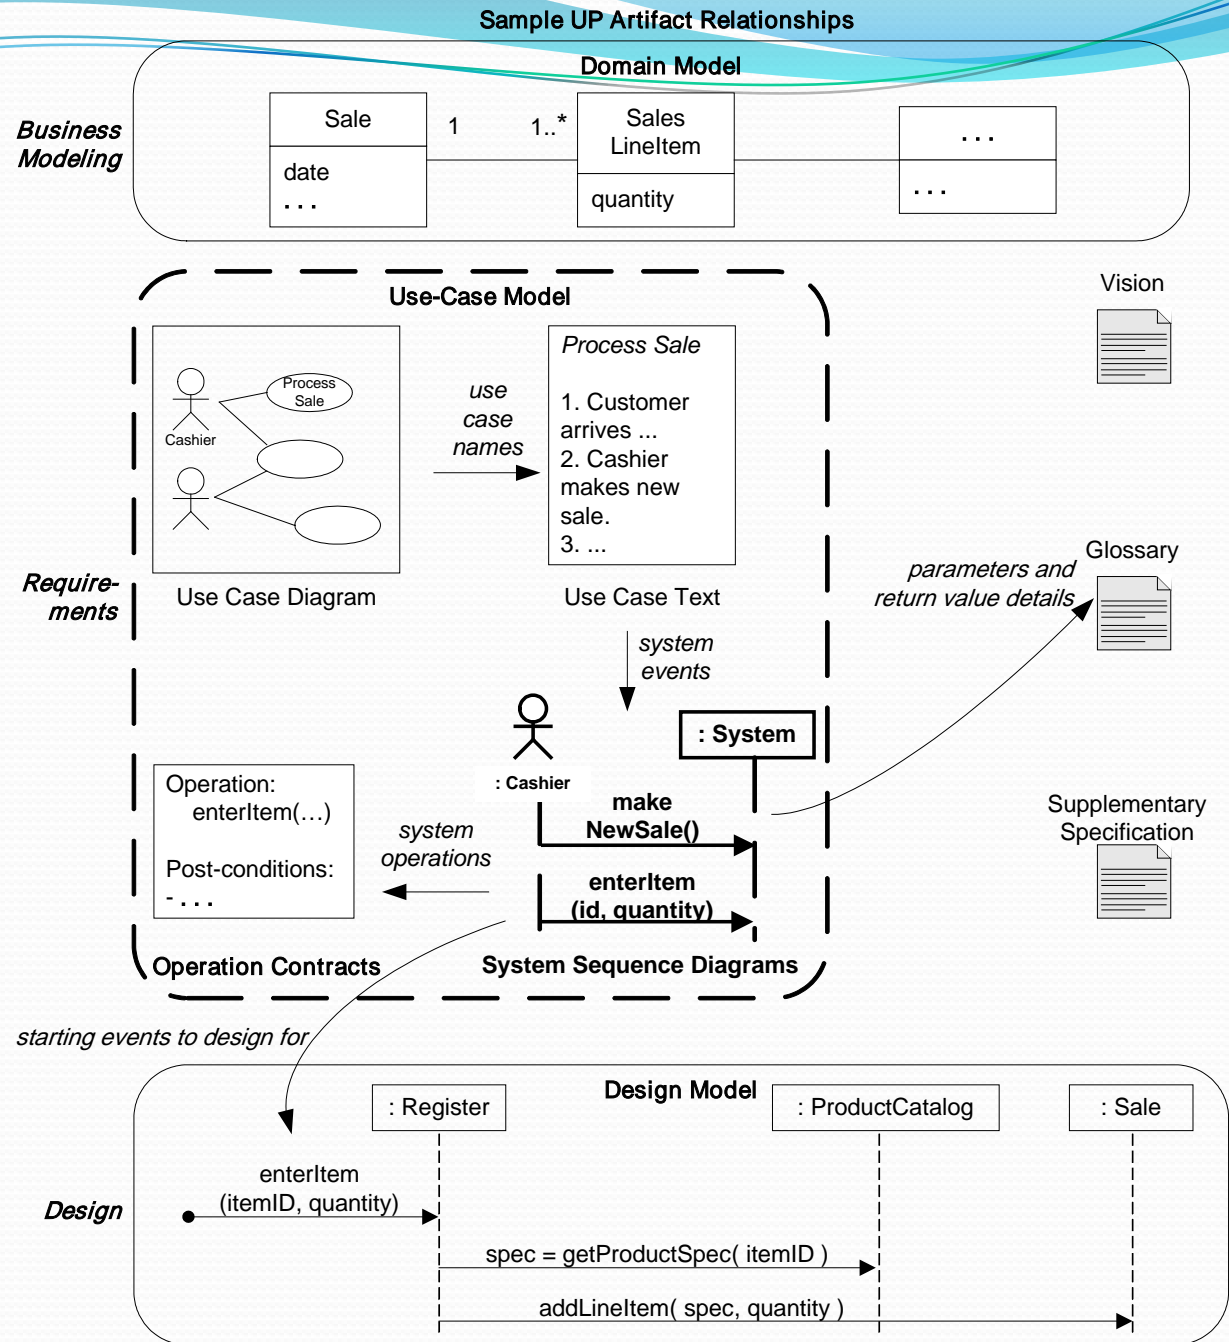 Sample UP Artifact Relationships
Domain Model
Business
Modeling
Sale
date
. . .
1
1..*
Sales
LineItem
quantity
. . .
. . .
Use-Case Model
Vision
Cashier
Process
Sale
use
case
names
Process Sale
1. Customer
arrives ...
2. Cashier
makes new
sale.
3. ...
Require-
ments
Use Case Diagram
Use Case Text
Glossary
parameters and
return value details
system
events
: Cashier
: System
make
NewSale()
enterItem
(id, quantity)
Operation:
enterItem(…)
Post-conditions:
- . . .
system
operations
Supplementary
Specification
Operation Contracts
System Sequence Diagrams
starting events to design for
Design Model
: Register
: ProductCatalog
: Sale
Design
enterItem
(itemID, quantity)
spec = getProductSpec( itemID )
addLineItem( spec, quantity )